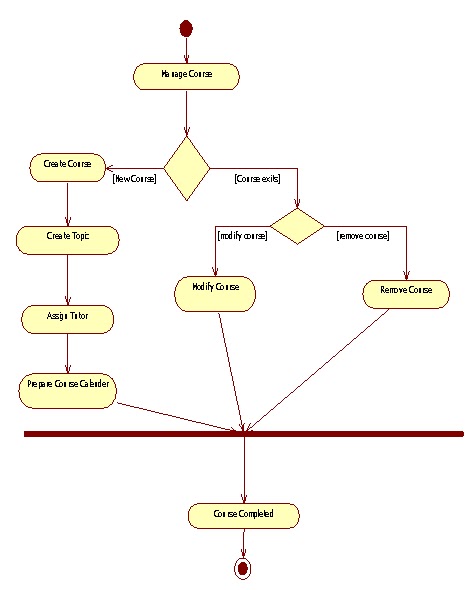 Manage Course
Create Course
[New Course]
[Course exits]
Create Topic
[modify course]
[remove course]
Modify Course
Remove Course
Assign Tutor
Prepare Course Calender
Course Completed